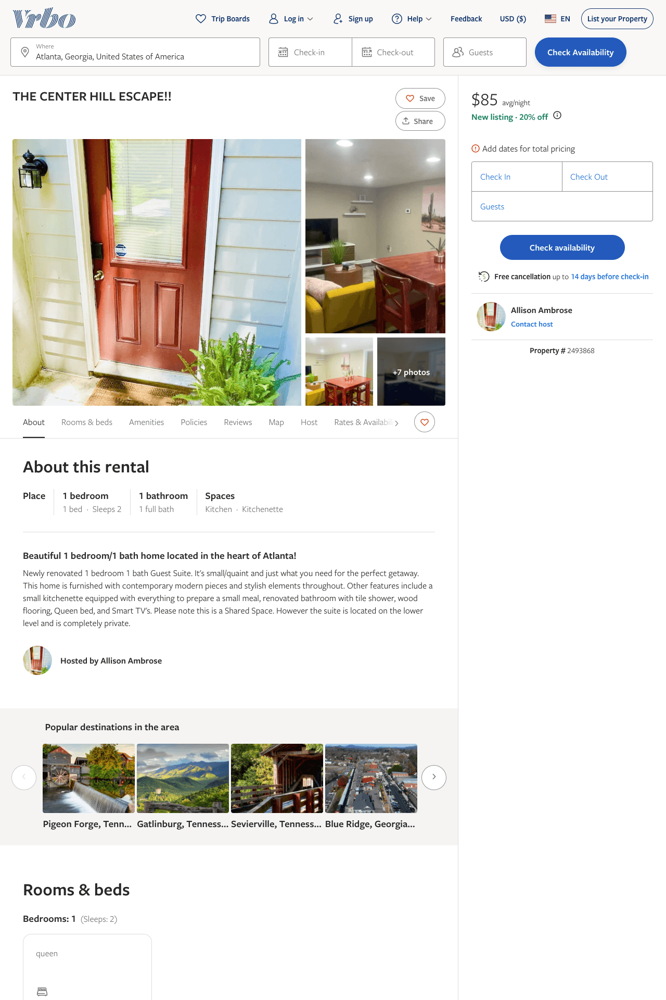 Vrbo
Trip Boards
Log in
Sign up
Help
Feedback
USD ($)
EN
List your Property
Where
Atlanta, Georgia, United States of America
Check-in
Check-out
Guests
Check Availability
THE CENTER HILL ESCAPE!!
Save
Share
$85 avg/night
New listing · 20% off
Add dates for total pricing
Check In
Check Out
Guests
Check availability
Free cancellation up to 14 days before check-in
Allison Ambrose
Contact host
Property # 2493868
+7 photos
About
Rooms & beds
Amenities
Policies
Reviews
Map
Host
Rates & Availabili
About this rental
Place
1 bedroom
1 bed · Sleeps 2
1 bathroom
1 full bath
Spaces
Kitchen · Kitchenette
Beautiful 1 bedroom/1 bath home located in the heart of Atlanta!
Newly renovated 1 bedroom 1 bath Guest Suite. It's small/quaint and just what you need for the perfect getaway.
This home is furnished with contemporary modern pieces and stylish elements throughout. Other features include a
small kitchenette equipped with everything to prepare a small meal, renovated bathroom with tile shower, wood
flooring, Queen bed, and Smart TV's. Please note this is a Shared Space. However the suite is located on the lower
level and is completely private.
Hosted by Allison Ambrose
Popular destinations in the area
Pigeon Forge, Tenn...
Gatlinburg, Tenness...
Sevierville, Tenness...
Blue Ridge, Georgia...
Rooms & beds
Bedrooms: 1 (Sleeps: 2)
queen